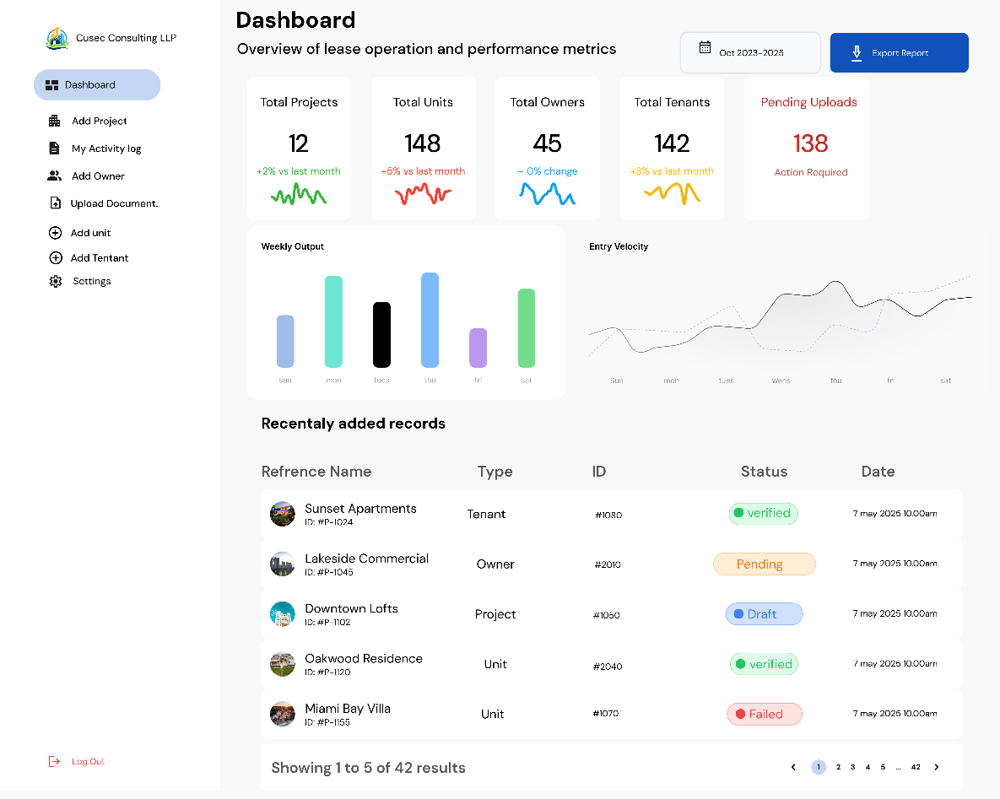 Cusec Consulting LLP
Dashboard
Add Project
My Activity log
Add Owner
Upload Document.
Add unit
Add Tentant
Settings
Log Out
Dashboard
Overview of lease operation and performance metrics
Oct 2023-2025
Export Report
Total Projects
12
+2% vs last month
Total Units
148
+5% vs last month
Total Owners
45
- 0% change
Total Tenants
142
+3% vs last month
Pending Uploads
138
Action Required
Weekly Output
sun mon tues thu fri sat
Entry Velocity
Sun mon tues wens thu fri sat
Recentaly added records
Refrence Name Type ID Status Date
Sunset Apartments Tenant #1080 verified 7 may 2025 10.00am
ID: #P-1024
Lakeside Commercial Owner #2010 Pending 7 may 2025 10.00am
ID: #P-1045
Downtown Lofts Project #1050 Draft 7 may 2025 10.00am
ID: #P-1102
Oakwood Residence Unit #2040 verified 7 may 2025 10.00am
ID: #P-1120
Miami Bay Villa Unit #1070 Failed 7 may 2025 10.00am
ID: #P-1155
Showing 1 to 5 of 42 results
1 2 3 4 5 ... 42